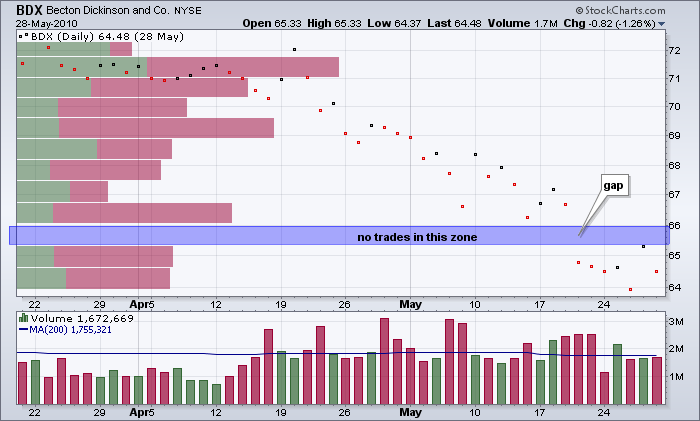 BDX Becton Dickinson and Co. NYSE © StockCharts.com
28-May-2010 Open 65.33 High 65.33 Low 64.37 Last 64.48 Volume 1.7M Chg -0.82 (-1.26%)
BDX (Daily) 64.48 (28 May)
72
71
70
69
68
67
gap
66
no trades in this zone
65
64
22 29 Apr5 12 19 26 May 10 17 24
Volume 1,672,669
MA(200) 1,755,321
3M
2M
1M
22 29 Apr5 12 19 26 May 10 17 24